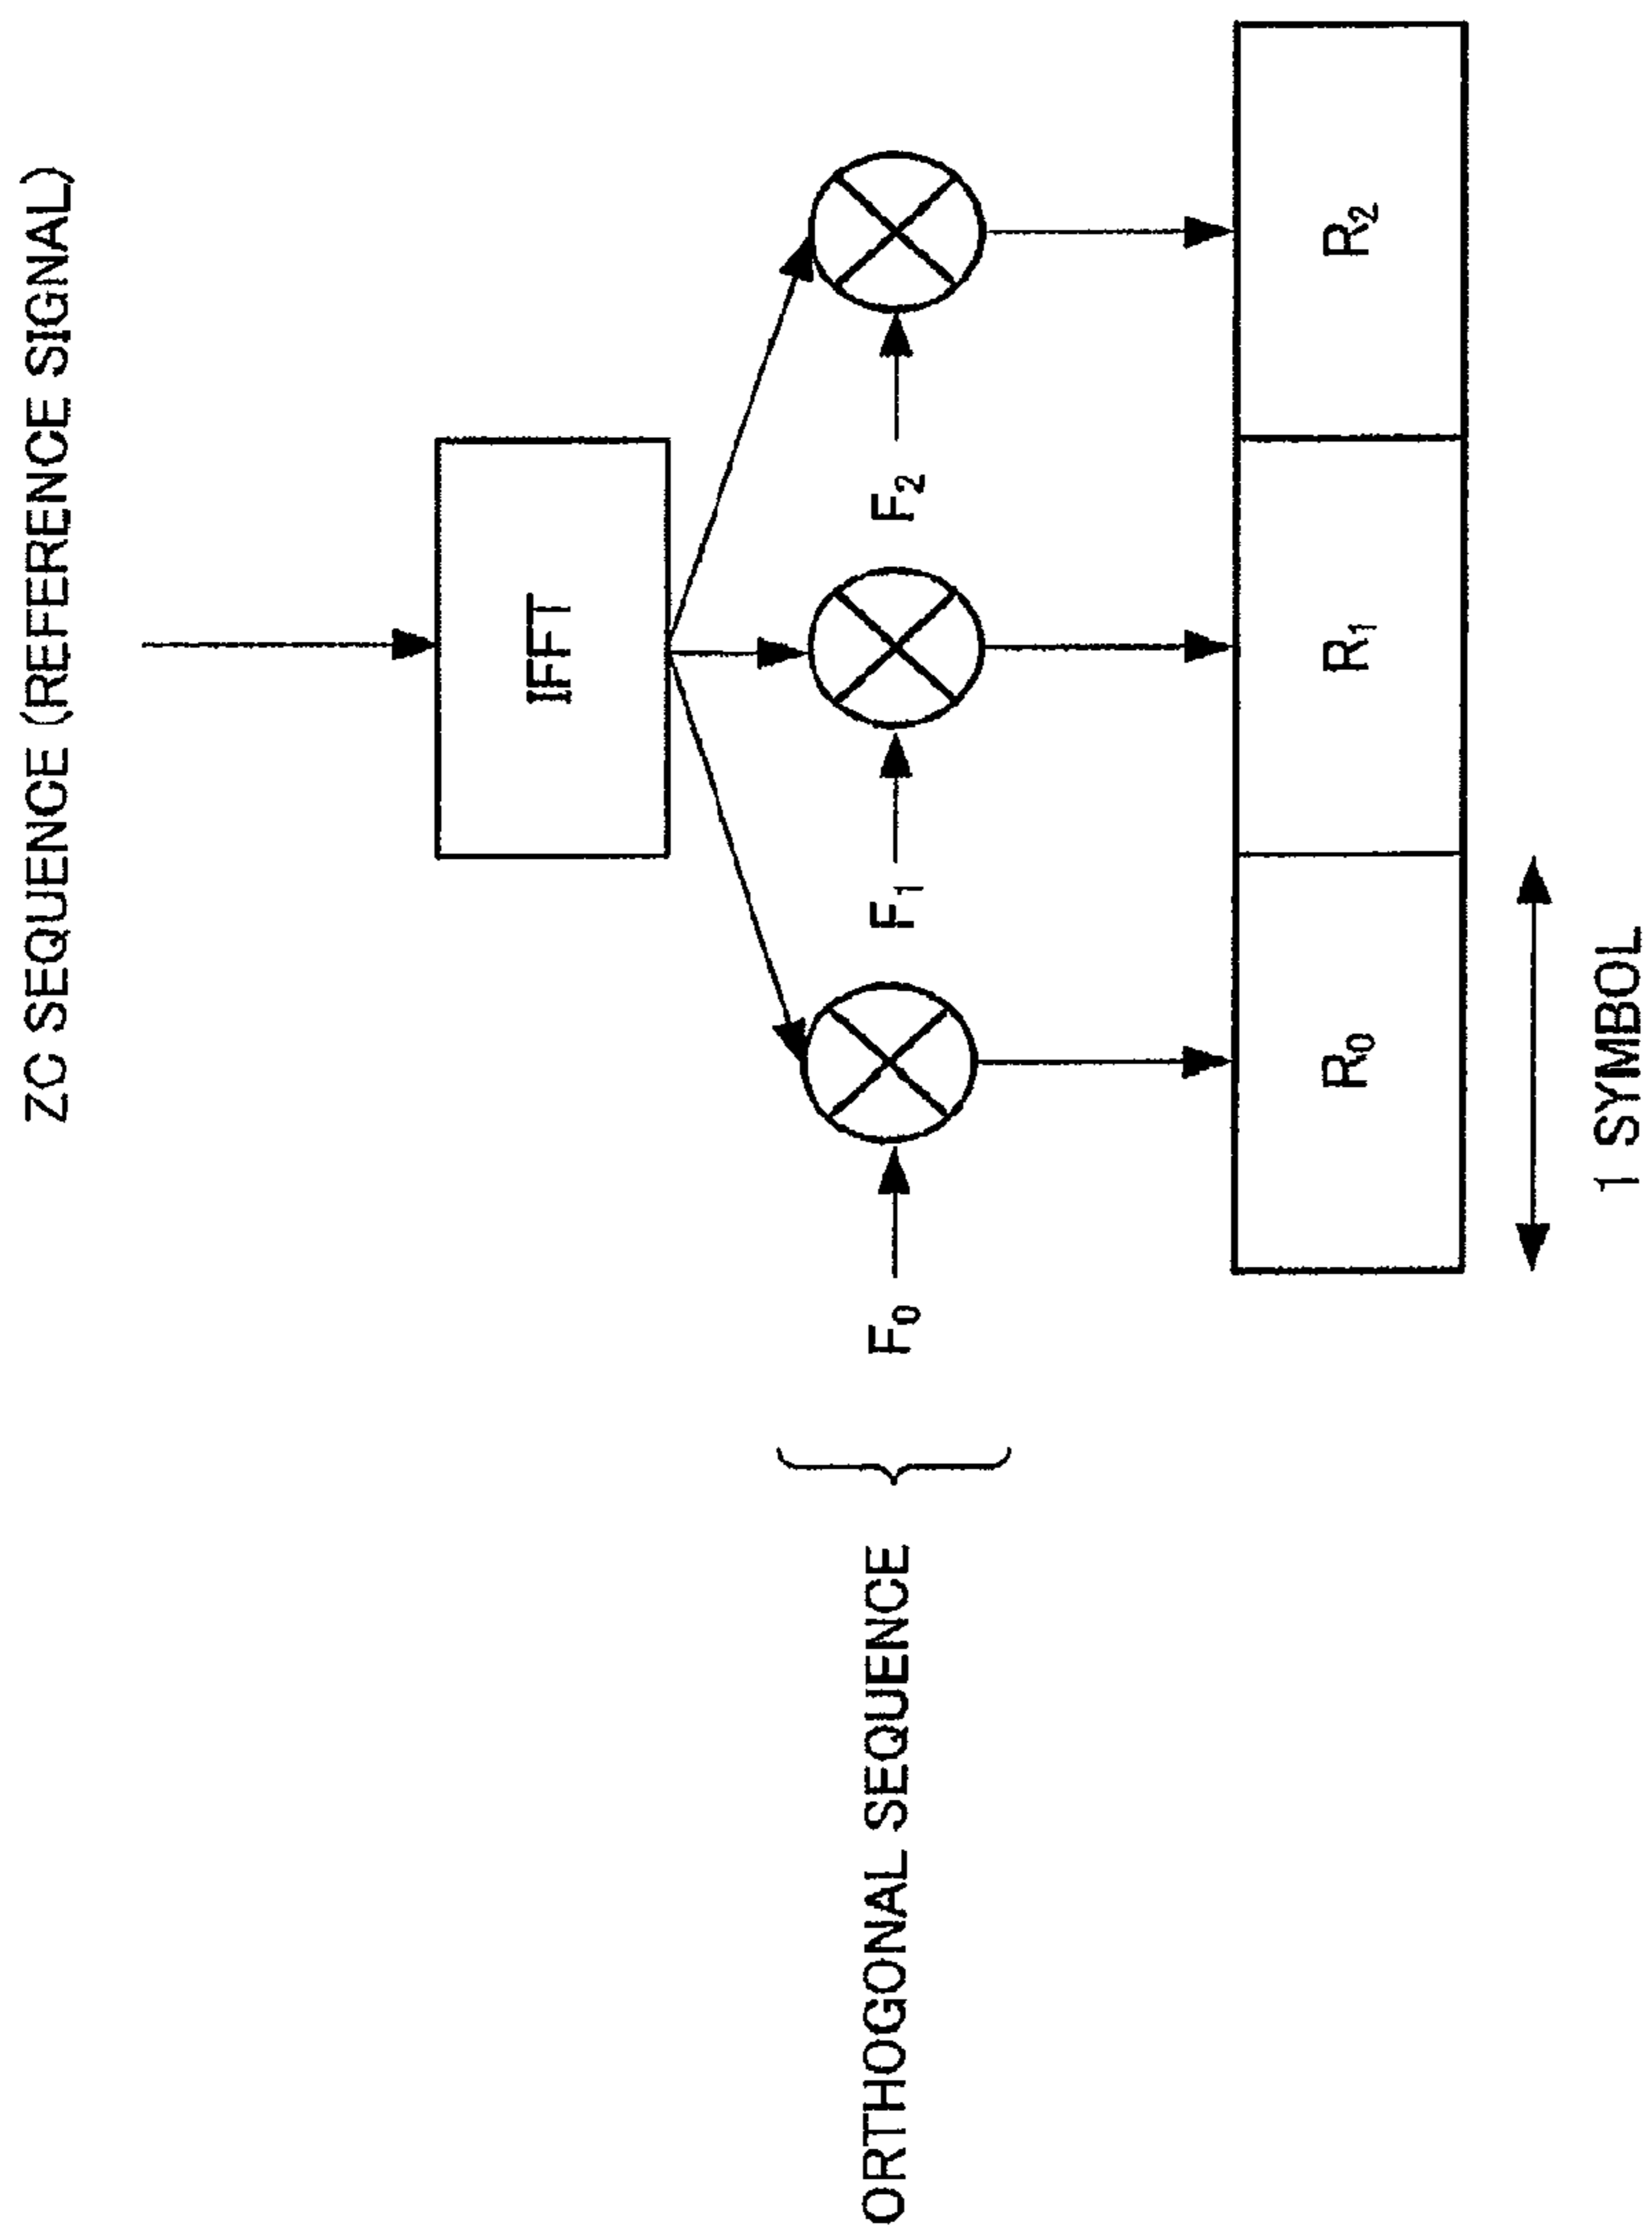 ZC SEQUENCE (REFERENCE SIGNAL)
IFFT
ORTHOGONAL SEQUENCE
F0
F1
F2
R0
R1
R2
1 SYMBOL